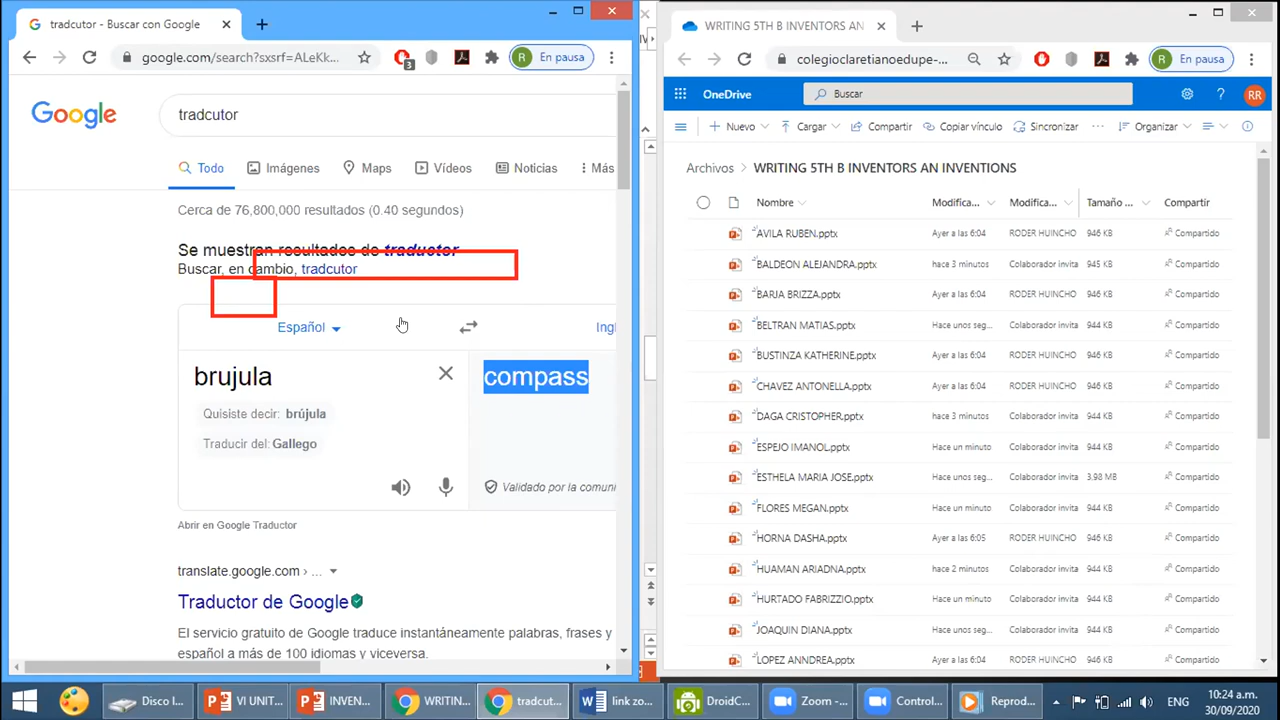 tradcutor - Buscar con Google
google.com/search?sxsrf=ALeKk...
3
R En pausa
Google
tradcutor
Todo Imágenes Maps Vídeos Noticias Más
Cerca de 76,800,000 resultados (0.40 segundos)
Se muestran resultados de traductor
Buscar, en cambio, tradcutor
Español Ingl
brujula compass
Quisiste decir: brújula
Traducir del: Gallego
Validado por la comuni
Abrir en Google Traductor
translate.google.com › ...
Traductor de Google
El servicio gratuito de Google traduce instantáneamente palabras, frases y
español a más de 100 idiomas y viceversa.
WRITING 5TH B INVENTORS AN
colegioclaretianoedupe-...
R En pausa
OneDrive Buscar RR
Nuevo Cargar Compartir Copiar vínculo Sincronizar ... Organizar
Archivos > WRITING 5TH B INVENTORS AN INVENTIONS
Nombre Modifica... Modifica... Tamaño ... Compartir
AVILA RUBEN.pptx Ayer a las 6:04 RODER HUINCHO 946 KB Compartido
BALDEON ALEJANDRA.pptx hace 3 minutos Colaborador invita 945 KB Compartido
BARJA BRIZZA.pptx Ayer a las 6:04 RODER HUINCHO 946 KB Compartido
BELTRAN MATIAS.pptx Hace unos seg Colaborador invita 944 KB Compartido
BUSTINZA KATHERINE.pptx Ayer a las 6:04 RODER HUINCHO 946 KB Compartido
CHAVEZ ANTONELLA.pptx Ayer a las 6:04 RODER HUINCHO 946 KB Compartido
DAGA CRISTOPHER.pptx hace 3 minutos Colaborador invita 944 KB Compartido
ESPEJO IMANOL.pptx Hace un minuto Colaborador invita 944 KB Compartido
ESTHELA MARIA JOSE.pptx Hace unos seg Colaborador invita 3.98 MB Compartido
FLORES MEGAN.pptx Hace un minuto Colaborador invita 944 KB Compartido
HORNA DASHA.pptx Ayer a las 6:05 RODER HUINCHO 946 KB Compartido
HUAMAN ARIADNA.pptx hace 2 minutos Colaborador invita 944 KB Compartido
HURTADO FABRIZZIO.pptx Hace un minuto Colaborador invita 944 KB Compartido
JOAQUIN DIANA.pptx Hace unos seg Colaborador invita 944 KB Compartido
LOPEZ ANNDREA.pptx Ayer a las 6:05 RODER HUINCHO 946 KB Compartido
Disco l... VI UNIT... INVEN... WRITIN... tradcut... link zo... DroidC... Zoom -... Control... Reprod... ENG 10:24 a.m.
30/09/2020